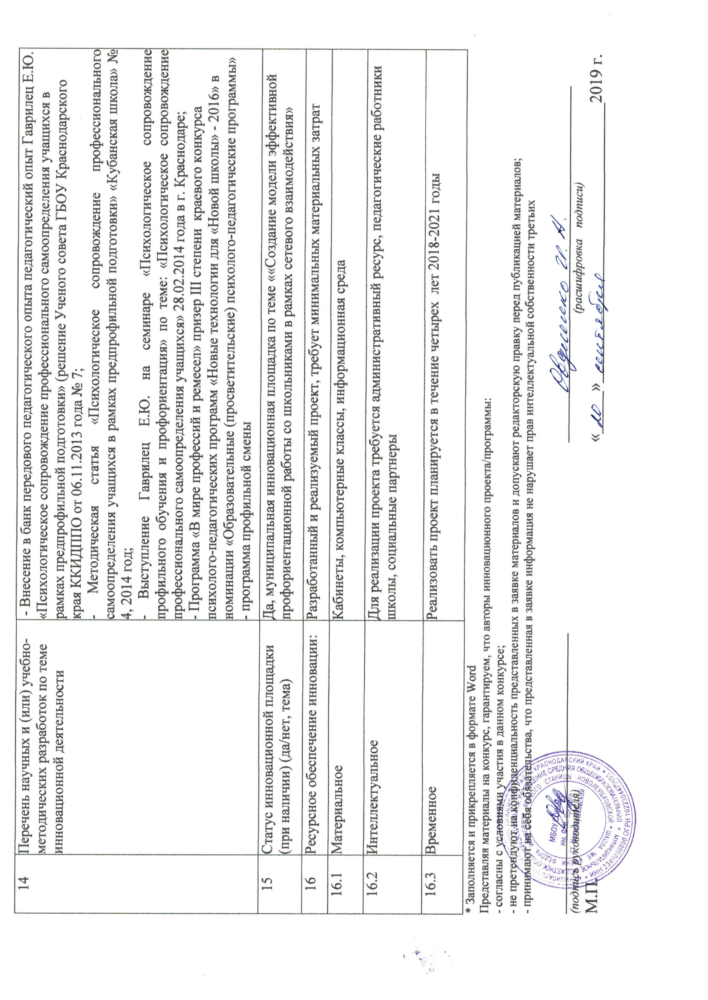 14
Перечень научных и (или) учебно-
методических разработок по теме
инновационной деятельности
- Внесение в банк передового педагогического опыта педагогический опыт Гаврилец Е.Ю.
«Психологическое сопровождение профессионального самоопределения учащихся в
рамках предпрофильной подготовки» (решение Ученого совета ГБОУ Краснодарского
края ККИДППО от 06.11.2013 года № 7;
- Методическая статья «Психологическое сопровождение профессионального
самоопределения учащихся в рамках предпрофильной подготовки» «Кубанская школа» №
4, 2014 год;
- Выступление Гаврилец Е.Ю. на семинаре «Психологическое сопровождение
профильного обучения и профориентация» по теме: «Психологическое сопровождение
профессионального самоопределения учащихся» 28.02.2014 года в г. Краснодаре;
- Программа «В мире профессий и ремесел» призер III степени краевого конкурса
психолого-педагогических программ «Новые технологии для «Новой школы» - 2016» в
номинации «Образовательные (просветительские) психолого-педагогические программы»
- программа профильной смены
15
Статус инновационной площадки
(при наличии) (да/нет, тема)
Да, муниципальная инновационная площадка по теме ««Создание модели эффективной
профориентационной работы со школьниками в рамках сетевого взаимодействия»
16
Ресурсное обеспечение инновации:
Разработанный и реализуемый проект, требует минимальных материальных затрат
16.1
Материальное
Кабинеты, компьютерные классы, информационная среда
16.2
Интеллектуальное
Для реализации проекта требуется административный ресурс, педагогические работники
школы, социальные партнеры
16.3
Временное
Реализовать проект планируется в течение четырех лет 2018-2021 годы
* Заполняется и прикрепляется в формате Word
Представляя материалы на конкурс, гарантируем, что авторы инновационного проекта/программы:
- согласны с условиями участия в данном конкурсе;
- не претендуют на конфиденциальность представленных в заявке материалов и допускают редакторскую правку перед публикацией материалов;
- принимают на себя обязательства, что представленная в заявке информация не нарушает прав интеллектуальной собственности третьих
И. Н.
(подпись руководителя)
(расшифровка подписи)
М.П.
« 20 » сентября 2019 г.
КРАСНОДАРСКИЙ КРАЙ
СРЕДНЯЯ ОБЩЕОБРАЗОВАТЕЛЬНАЯ
СТАНИЦЫ НОВОЛЕУШКОВСКОЙ
ШКОЛА №6 ИМЕНИ ФЕДОРА
ОГРН 1022304479691
МБОУ